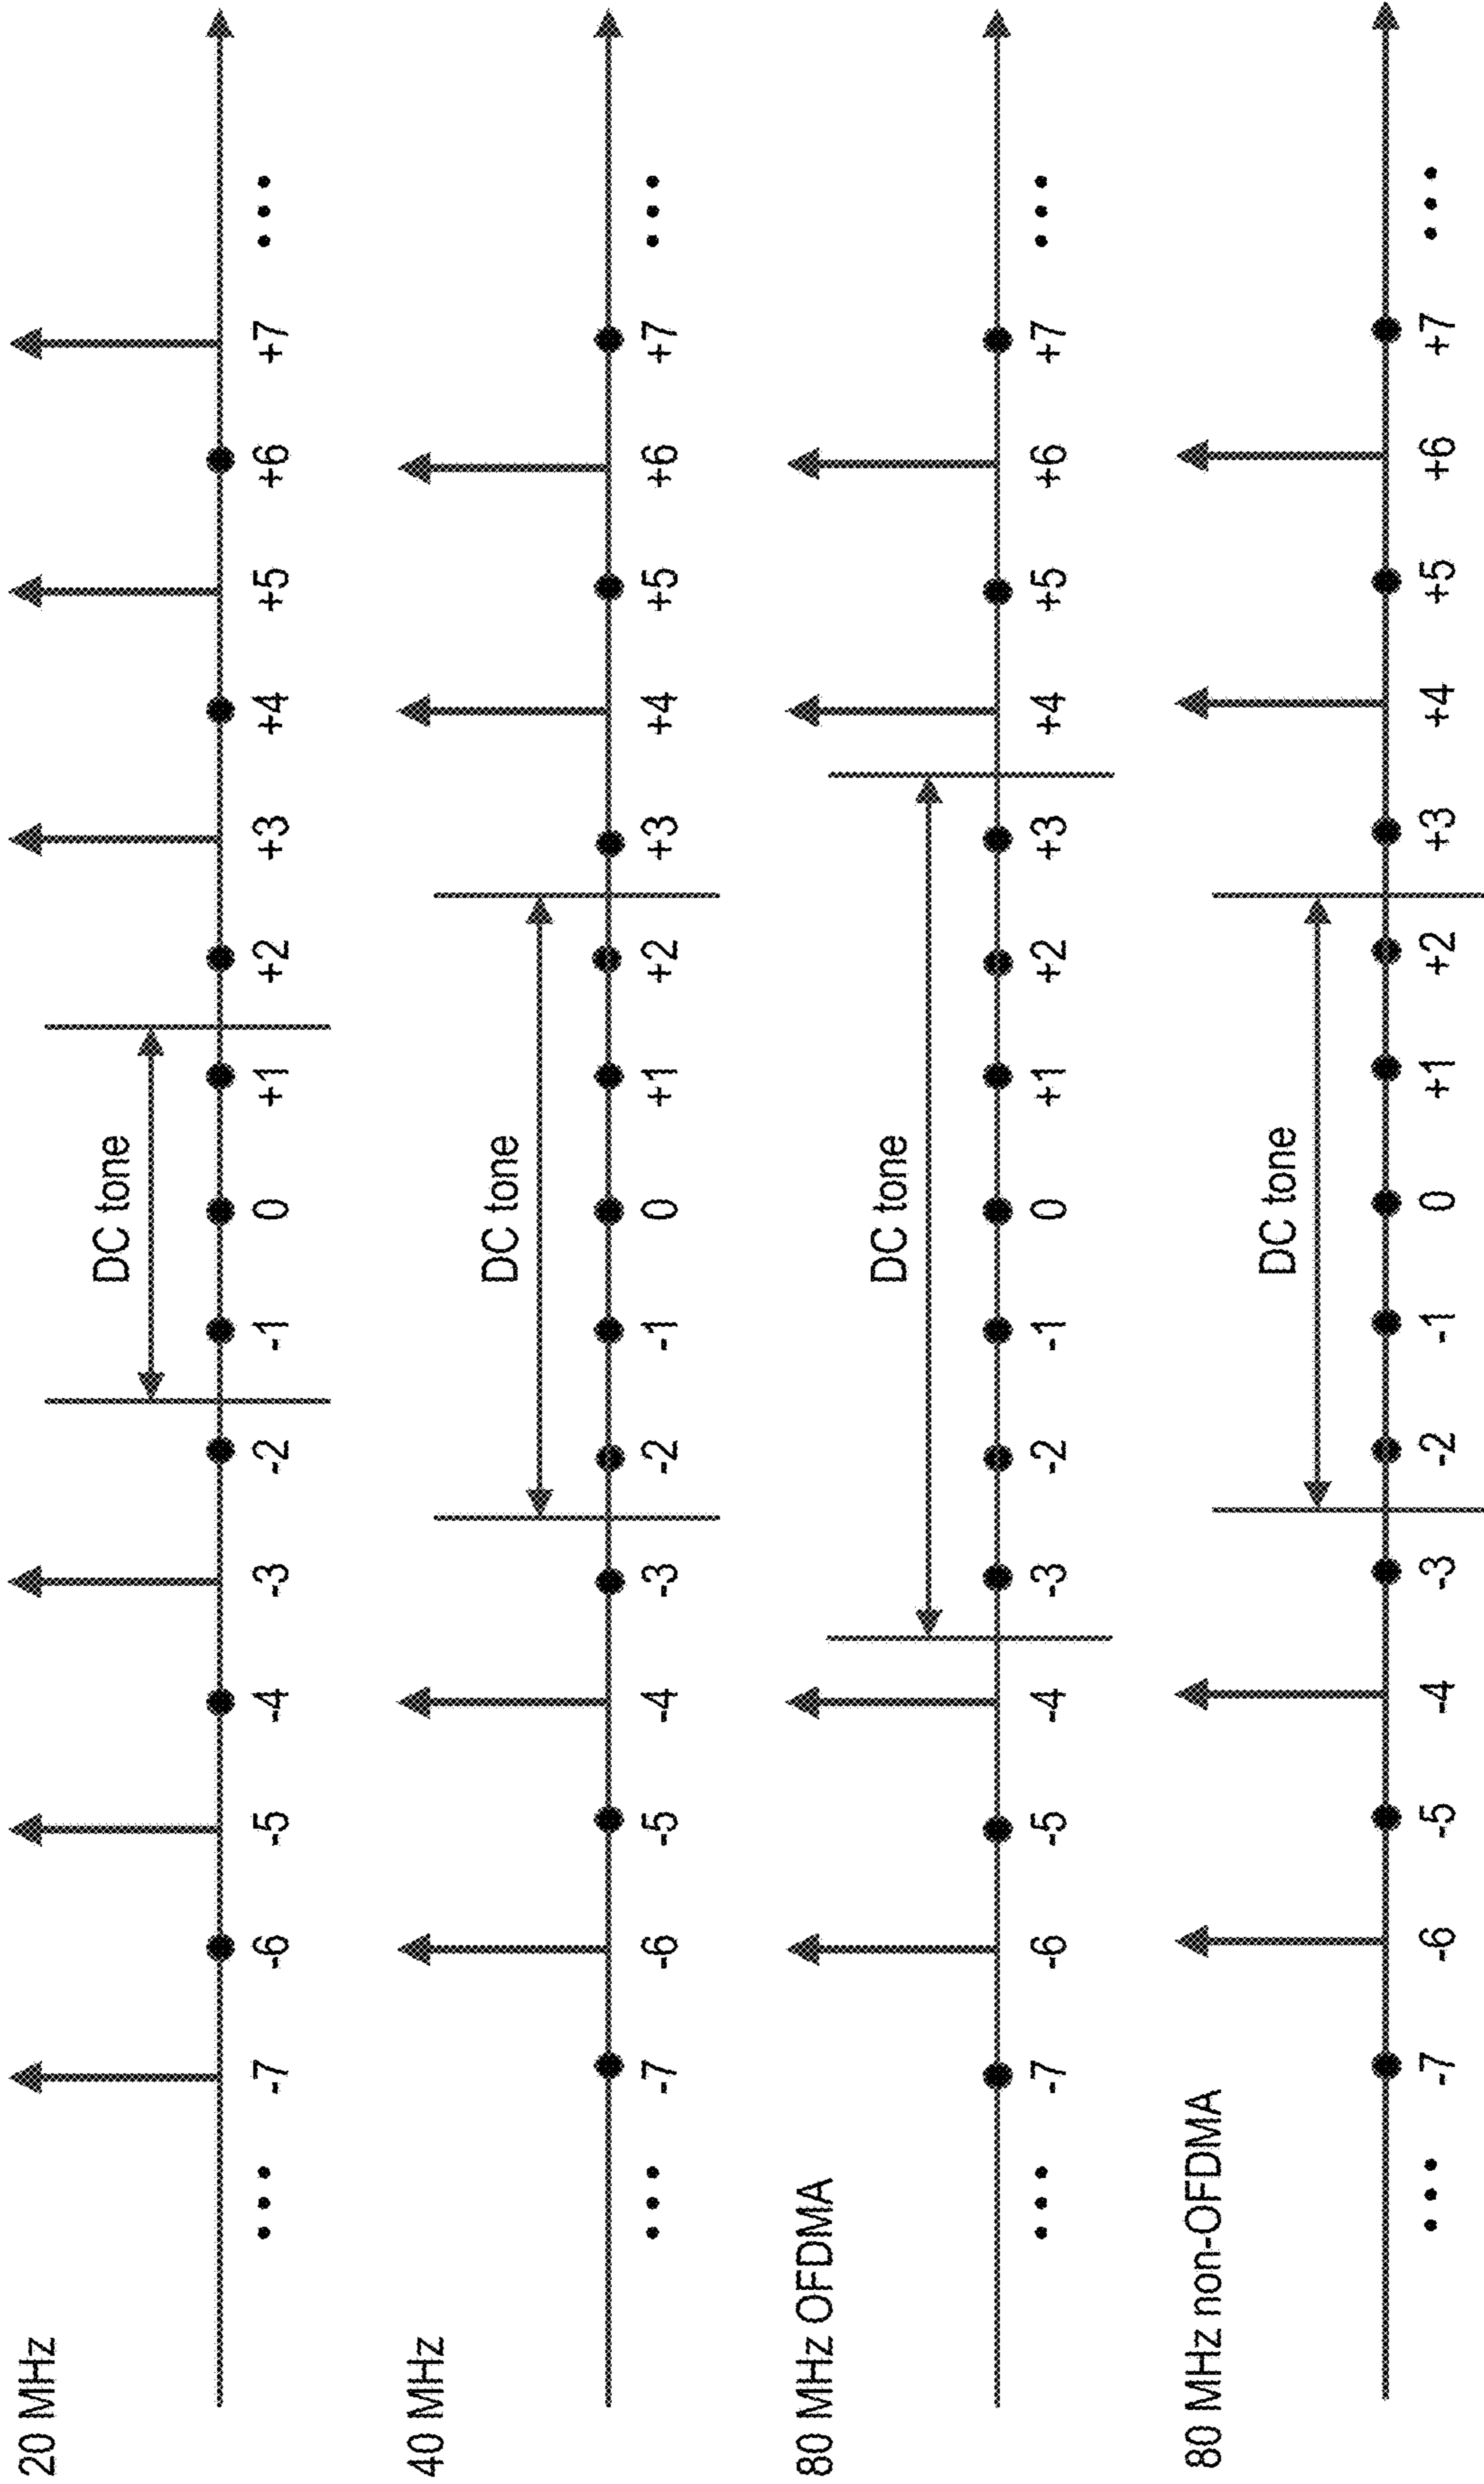 20 MHz
DC tone
... -7 -6 -5 -4 -3 -2 -1 0 +1 +2 +3 +4 +5 +6 +7 ...
40 MHz
DC tone
... -7 -6 -5 -4 -3 -2 -1 0 +1 +2 +3 +4 +5 +6 +7 ...
80 MHz OFDMA
DC tone
... -7 -6 -5 -4 -3 -2 -1 0 +1 +2 +3 +4 +5 +6 +7 ...
80 MHz non-OFDMA
DC tone
... -7 -6 -5 -4 -3 -2 -1 0 +1 +2 +3 +4 +5 +6 +7 ...